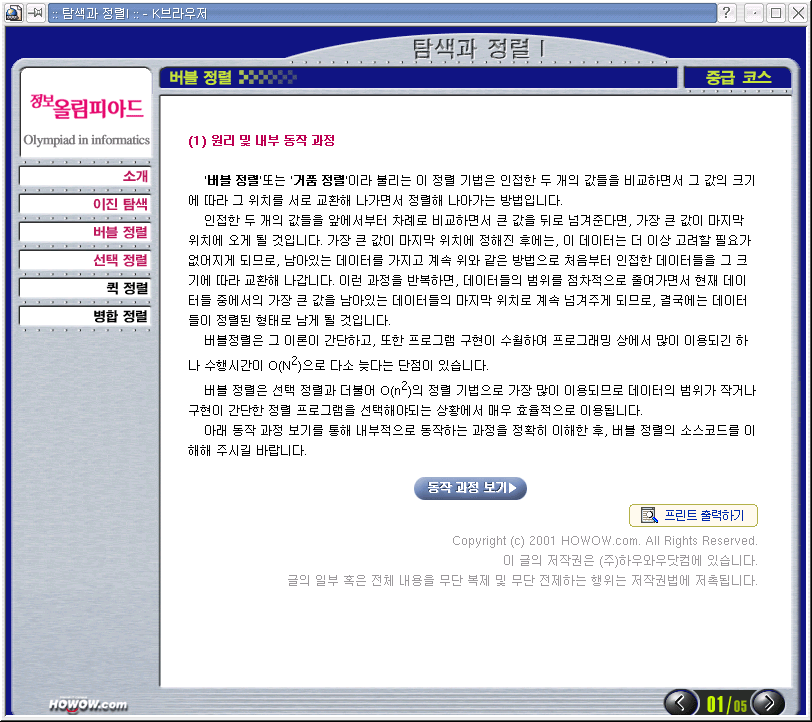 :: 탐색과 정렬I :: - K브라우저
탐색과 정렬 I
정보올림피아드
Olympiad in informatics
소개
이진 탐색
버블 정렬
선택 정렬
퀵 정렬
병합 정렬
버블 정렬
중급 코스
(1) 원리 및 내부 동작 과정
'버블 정렬'또는 '거품 정렬'이라 불리는 이 정렬 기법은 인접한 두 개의 값들을 비교하면서 그 값의 크기
에 따라 그 위치를 서로 교환해 나가면서 정렬해 나아가는 방법입니다.
인접한 두 개의 값들을 앞에서부터 차례로 비교하면서 큰 값을 뒤로 넘겨준다면, 가장 큰 값이 마지막
위치에 오게 될 것입니다. 가장 큰 값이 마지막 위치에 정해진 후에는, 이 데이터는 더 이상 고려할 필요가
없어지게 되므로, 남아있는 데이터를 가지고 계속 위와 같은 방법으로 처음부터 인접한 데이터들을 그 크
기에 따라 교환해 나갑니다. 이런 과정을 반복하면, 데이터들의 범위를 점차적으로 줄여가면서 현재 데이
터들 중에서의 가장 큰 값을 남아있는 데이터들의 마지막 위치로 계속 넘겨주게 되므로, 결국에는 데이터
들이 정렬된 형태로 남게 될 것입니다.
버블정렬은 그 이론이 간단하고, 또한 프로그램 구현이 수월하여 프로그래밍 상에서 많이 이용되긴 하
나 수행시간이 O(N²)으로 다소 늦다는 단점이 있습니다.
버블 정렬은 선택 정렬과 더불어 O(n²)의 정렬 기법으로 가장 많이 이용되므로 데이터의 범위가 작거나
구현이 간단한 정렬 프로그램을 선택해야되는 상황에서 매우 효율적으로 이용됩니다.
아래 동작 과정 보기를 통해 내부적으로 동작하는 과정을 정확히 이해한 후, 버블 정렬의 소스코드를 이
해해 주시길 바랍니다.
동작 과정 보기
프린트 출력하기
Copyright (c) 2001 HOWOW.com. All Rights Reserved.
이 글의 저작권은 (주)하우와우닷컴에 있습니다.
글의 일부 혹은 전체 내용을 무단 복제 및 무단 전제하는 행위는 저작권법에 저촉됩니다.
HOWOW.com
01/05